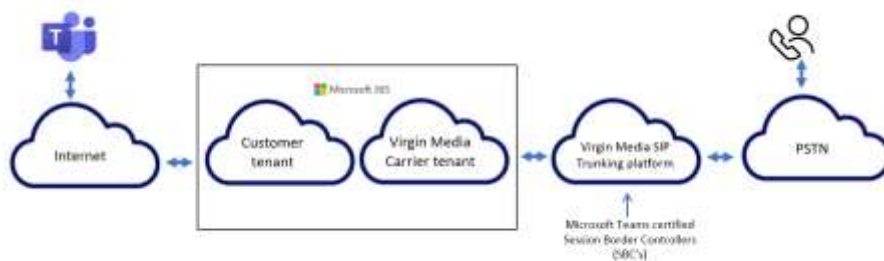 T
Microsoft 365
Internet
Customer
tenant
Virgin Media
Carrier tenant
Virgin Media SIP
Trunking platform
PSTN
Microsoft Teams certified
Session Border Controllers
(SBC's)